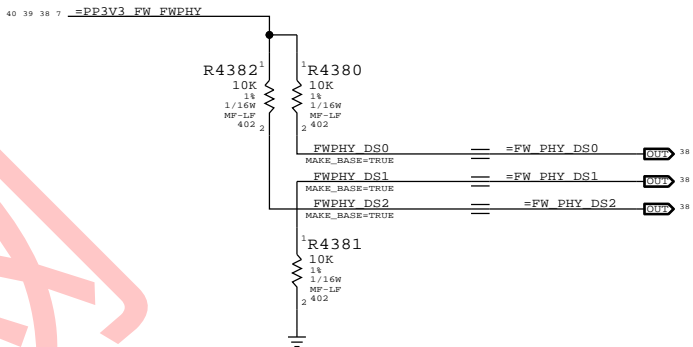 40 39 38 7 =PP3V3_FW_FWPHY
R4382 1
10K
1%
1/16W
MF-LF
402 2
1 R4380
10K
1%
1/16W
MF-LF
2 402
FWPHY_DS0 =FW_PHY_DS0 OUT 38
MAKE_BASE=TRUE
FWPHY_DS1 =FW_PHY_DS1 OUT 38
MAKE_BASE=TRUE
FWPHY_DS2 =FW_PHY_DS2 OUT 38
MAKE_BASE=TRUE
1 R4381
10K
1%
1/16W
MF-LF
2 402